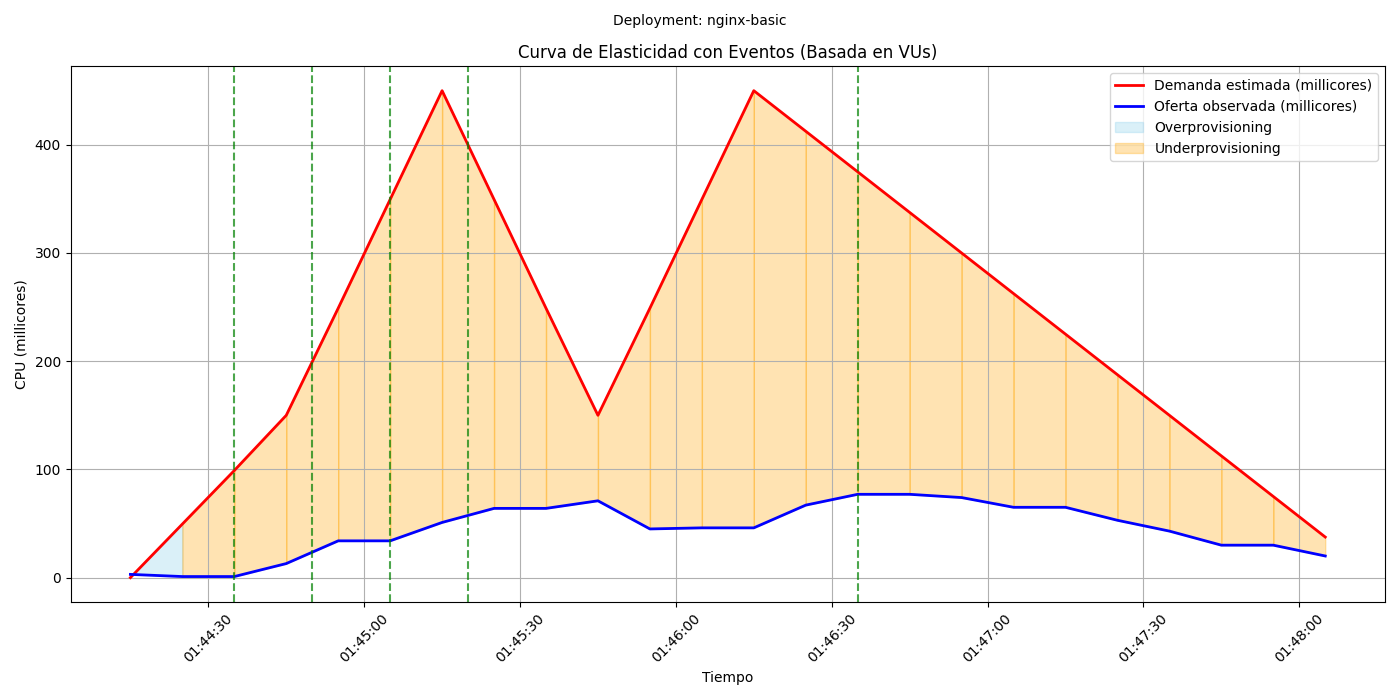 Deployment: nginx-basic
Curva de Elasticidad con Eventos (Basada en VUs)
Demanda estimada (millicores)
Oferta observada (millicores)
Overprovisioning
Underprovisioning
CPU (millicores)
400
300
200
100
0
01:44:30
01:45:00
01:45:30
01:46:00
01:46:30
01:47:00
01:47:30
01:48:00
Tiempo